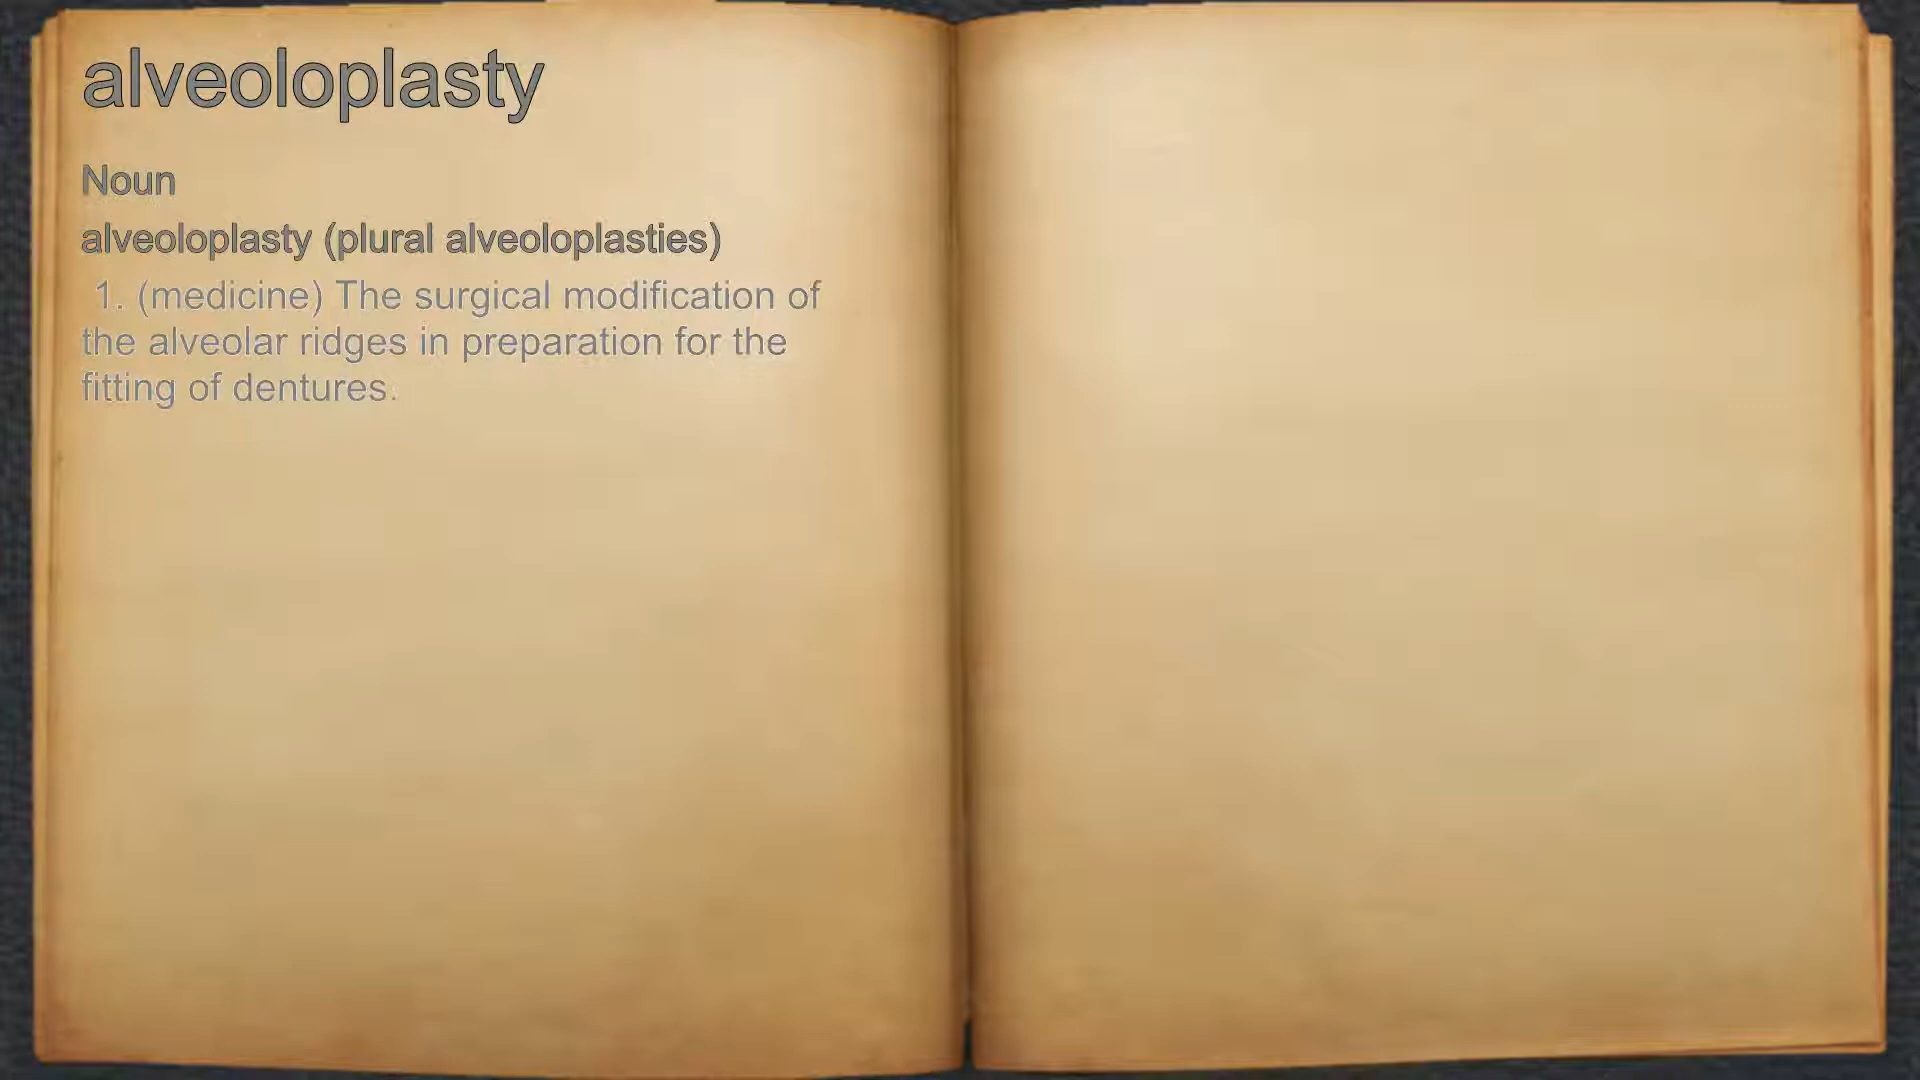 alveoloplasty
Noun
alveoloplasty (plural alveoloplasties)
1. (medicine) The surgical modification of
the alveolar ridges in preparation for the
fitting of dentures.